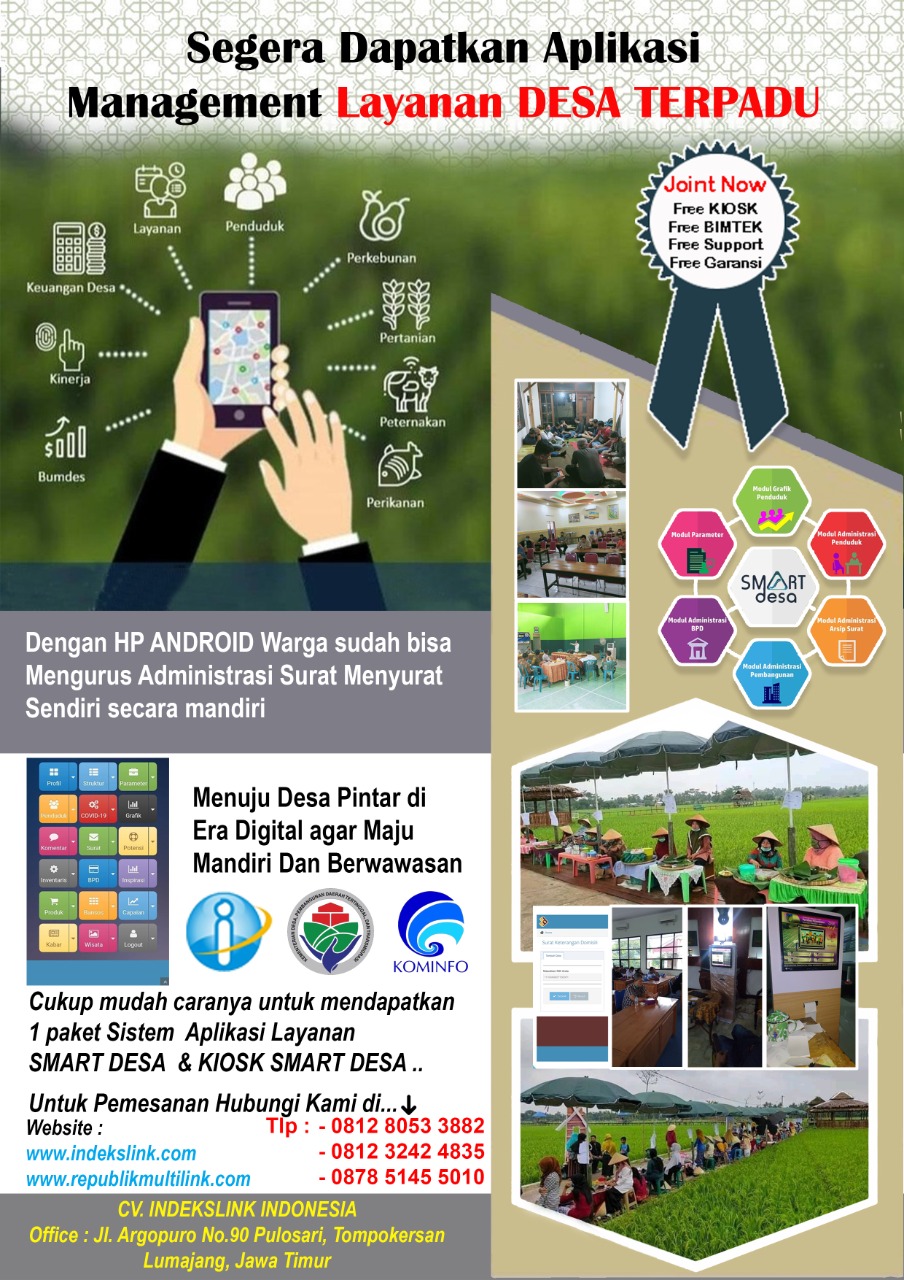 Segera Dapatkan Aplikasi
Management Layanan DESA TERPADU
Joint Now
Free KIOSK
Free BIMTEK
Free Support
Free Garansi
Layanan
Penduduk
Perkebunan
Keuangan Desa
Pertanian
Kinerja
Peternakan
Bumdes
Perikanan
Modul Grafik
Penduduk
Modul Parameter
Modul Administrasi
Penduduk
SMART
desa
Modul Administrasi
BPD
Modul Administrasi
Arsip Surat
Modul Administrasi
Pembangunan
Dengan HP ANDROID Warga sudah bisa
Mengurus Administrasi Surat Menyurat
Sendiri secara mandiri
Profil
Struktur
Parameter
Penduduk
COVID-19
Grafik
Komentar
Surat
Potensi
Inventaris
BPD
Inspirasi
Produk
Capaian
Kabar
Wisata
Logout
Menuju Desa Pintar di
Era Digital agar Maju
Mandiri Dan Berwawasan
KEMENTERIAN DESA, PEMBANGUNAN DAERAH TERTINGGAL, DAN TRANSMIGRASI
KOMINFO
Cukup mudah caranya untuk mendapatkan
1 paket Sistem Aplikasi Layanan
SMART DESA & KIOSK SMART DESA ..
Untuk Pemesanan Hubungi Kami di...↓
Website :
www.indekslink.com
www.republikmultilink.com
Tlp : - 0812 8053 3882
- 0812 3242 4835
- 0878 5145 5010
CV. INDEKSLINK INDONESIA
Office : Jl. Argopuro No.90 Pulosari, Tompokersan
Lumajang, Jawa Timur